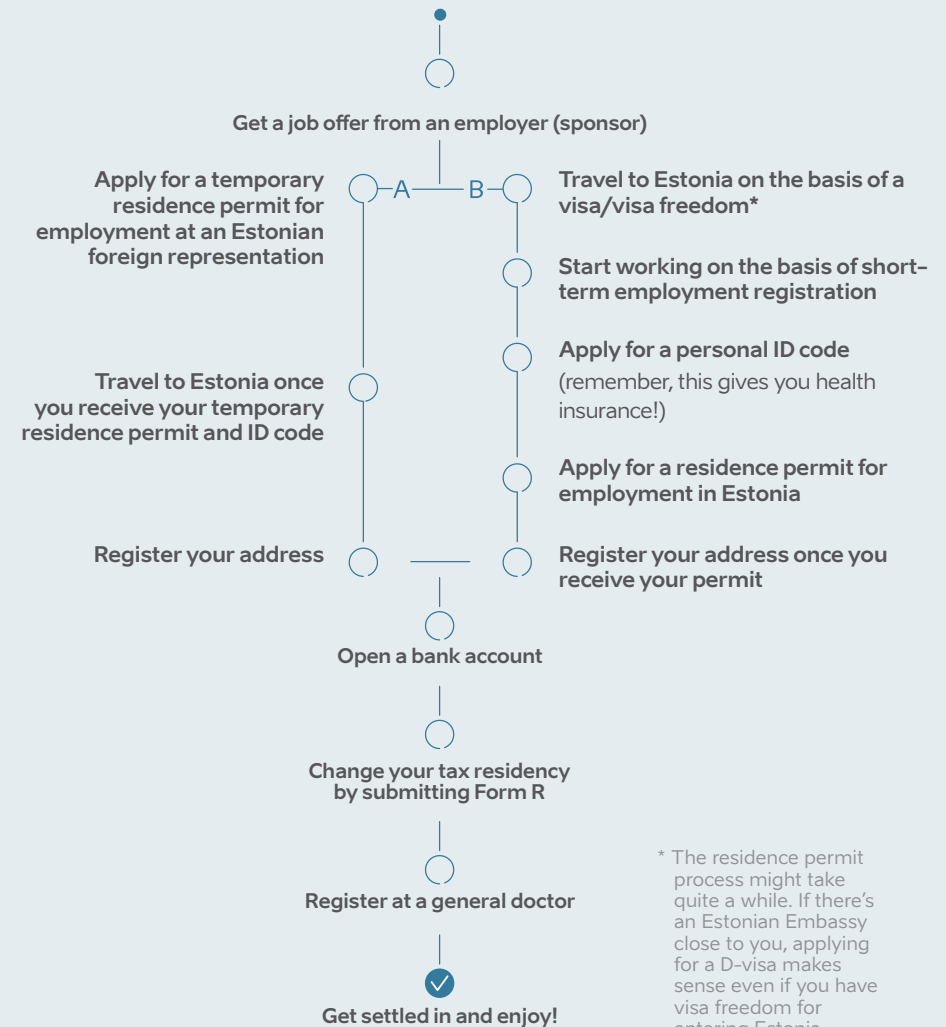 Get a job offer from an employer (sponsor)
A
B
Apply for a temporary
residence permit for
employment at an Estonian
foreign representation
Travel to Estonia once
you receive your temporary
residence permit and ID code
Register your address
Travel to Estonia on the basis of a
visa/visa freedom*
Start working on the basis of short-
term employment registration
Apply for a personal ID code
(remember, this gives you health
insurance!)
Apply for a residence permit for
employment in Estonia
Register your address once you
receive your permit
Open a bank account
Change your tax residency
by submitting Form R
Register at a general doctor
Get settled in and enjoy!
* The residence permit
process might take
quite a while. If there’s
an Estonian Embassy
close to you, applying
for a D-visa makes
sense even if you have
visa freedom for
entering Estonia